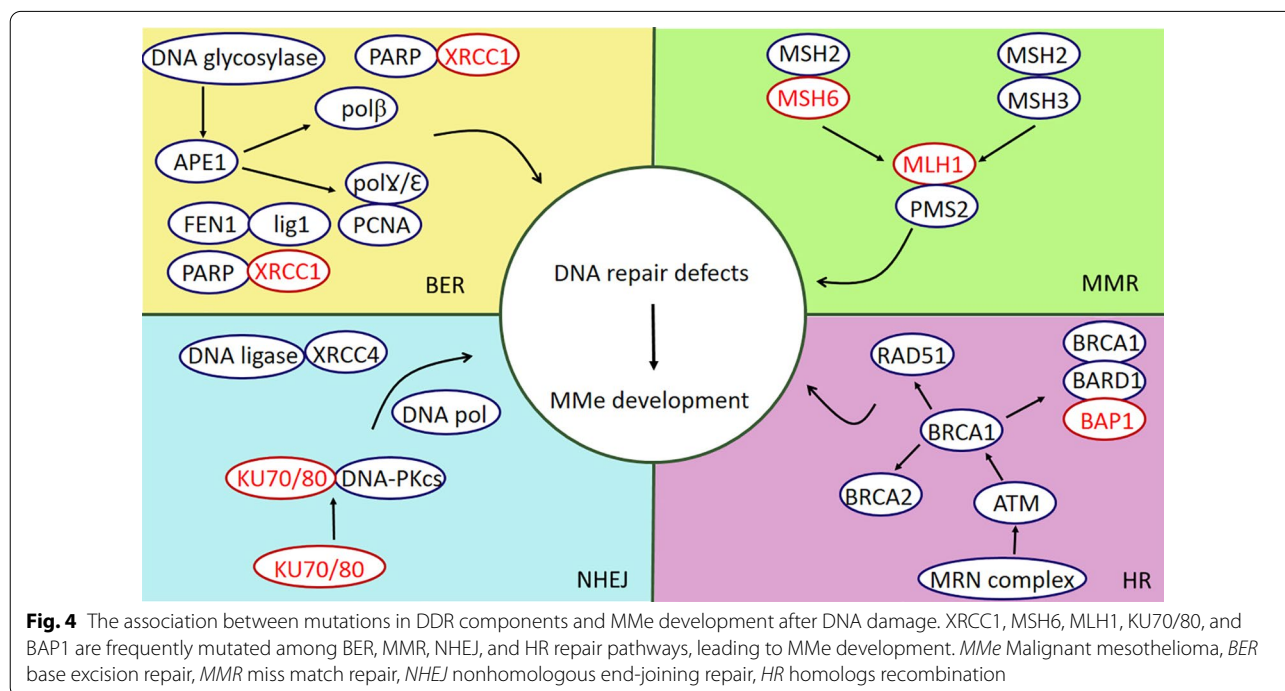 DNA glycosylase
PARP
XRCC1
polβ
APE1
polɣ/Ɛ
PCNA
FEN1
lig1
PARP
XRCC1
BER
MSH2
MSH6
MSH2
MSH3
MLH1
PMS2
MMR
DNA repair defects
MMe development
DNA ligase
XRCC4
DNA pol
KU70/80
DNA-PKcs
KU70/80
NHEJ
RAD51
BRCA1
BARD1
BAP1
BRCA1
BRCA2
ATM
MRN complex
HR
Fig. 4 The association between mutations in DDR components and MMe development after DNA damage. XRCC1, MSH6, MLH1, KU70/80, and
BAP1 are frequently mutated among BER, MMR, NHEJ, and HR repair pathways, leading to MMe development. MMe Malignant mesothelioma, BER
base excision repair, MMR miss match repair, NHEJ nonhomologous end-joining repair, HR homologs recombination